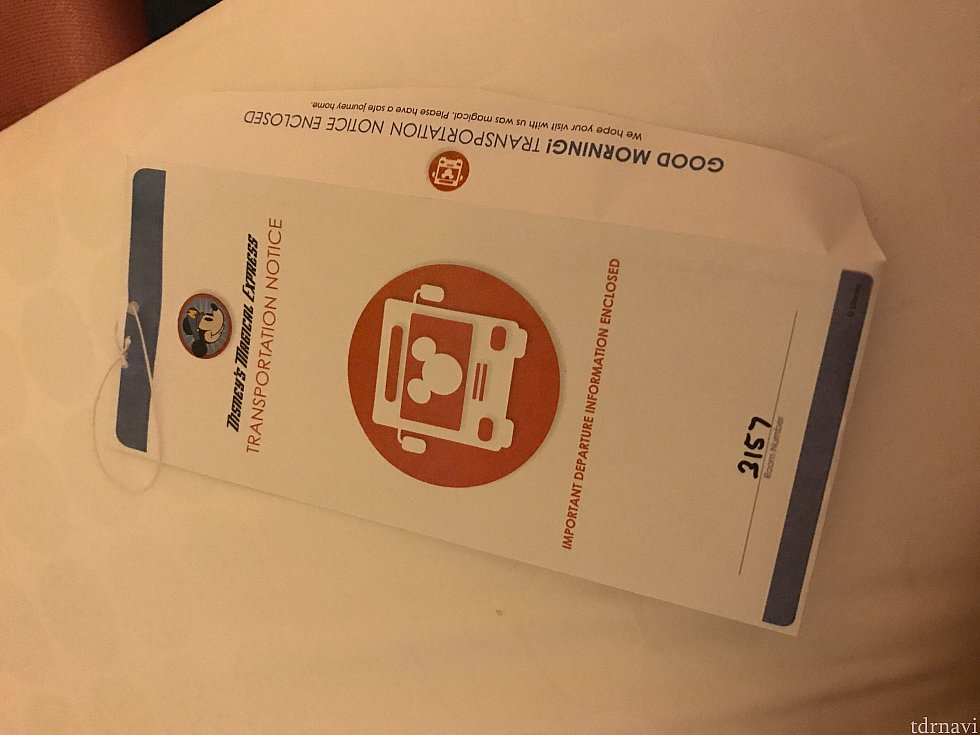 GOOD MORNING! TRANSPORTATION NOTICE ENCLOSED
We hope your visit with us was magical. Please have a safe journey home.
DISNEY'S MAGICAL EXPRESS
TRANSPORTATION NOTICE
IMPORTANT DEPARTURE INFORMATION ENCLOSED
3157
Room Number
© Disney
tdrnavi